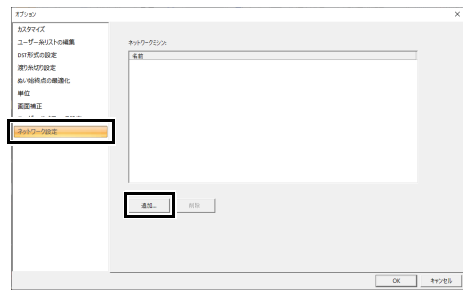 オプション
カスタマイズ
ユーザー糸リストの編集
DST形式の設定
渡り糸切り設定
ぬい始終点の最適化
単位
画面補正
ネットワーク設定
ネットワークミシン:
名前
追加...
削除
OK
キャンセル